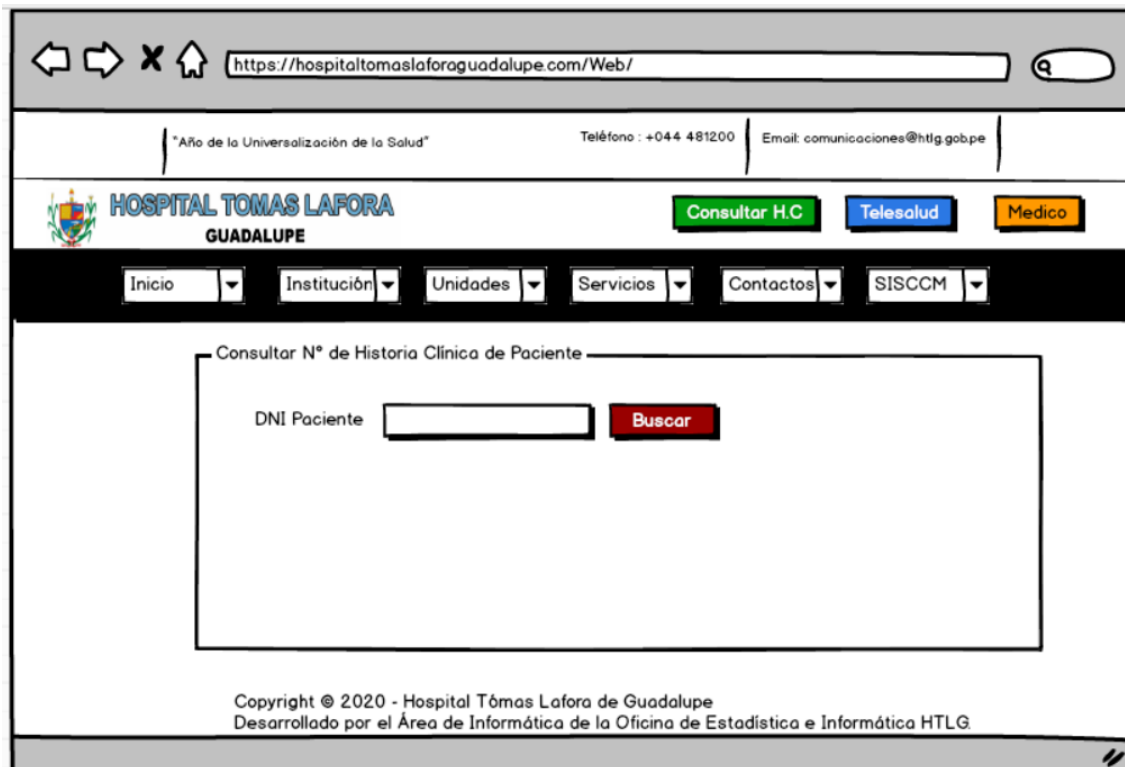 https://hospitaltomaslaforaguadalupe.com/Web/
"Año de la Universalización de la Salud"
Teléfono : +044 481200
Email: comunicaciones@htlg.gob.pe
HOSPITAL TOMAS LAFORA
GUADALUPE
Consultar H.C
Telesalud
Medico
Inicio
Institución
Unidades
Servicios
Contactos
SISCCM
Consultar N° de Historia Clínica de Paciente
DNI Paciente
Buscar
Copyright © 2020 - Hospital Tómas Lafora de Guadalupe
Desarrollado por el Área de Informática de la Oficina de Estadística e Informática HTLG.